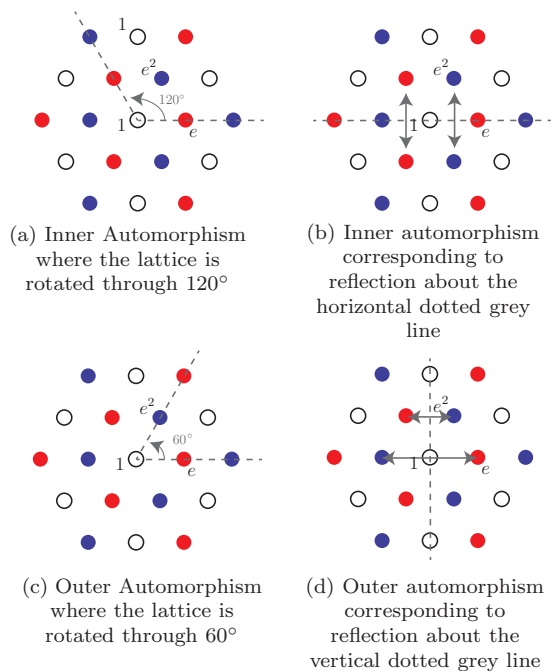 1
e²
120°
1
e
(a) Inner Automorphism
where the lattice is
rotated through 120°
e²
1
e
(b) Inner automorphism
corresponding to
reflection about the
horizontal dotted grey
line
e²
60°
1
e
(c) Outer Automorphism
where the lattice is
rotated through 60°
e²
1
e
(d) Outer automorphism
corresponding to
reflection about the
vertical dotted grey line